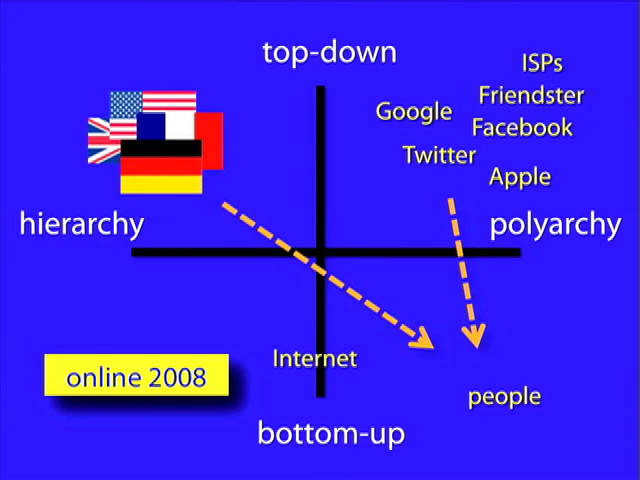 top-down
ISPs
Friendster
Google
Facebook
Twitter
Apple
hierarchy
polyarchy
Internet
online 2008
people
bottom-up